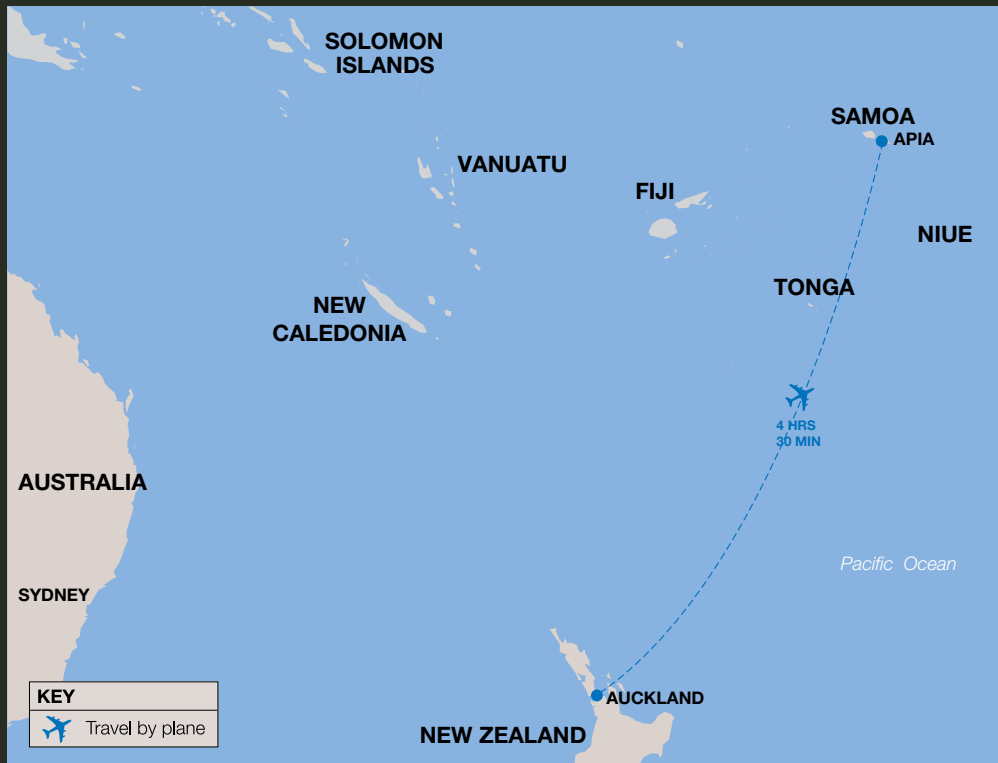 SOLOMON
ISLANDS
SAMOA
APIA
VANUATU
FIJI
NIUE
TONGA
NEW
CALEDONIA
4 HRS
30 MIN
AUSTRALIA
Pacific Ocean
SYDNEY
KEY
Travel by plane
AUCKLAND
NEW ZEALAND